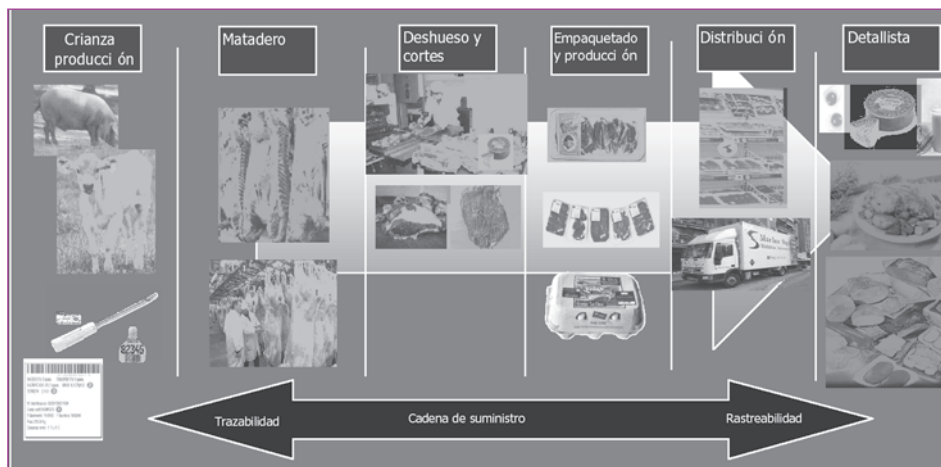 Crianza
producci ón
Matadero
Deshueso y
cortes
Empaquetado
y producci ón
Distribuci ón
Detallista
Trazabilidad
Cadena de suministro
Rastreabilidad